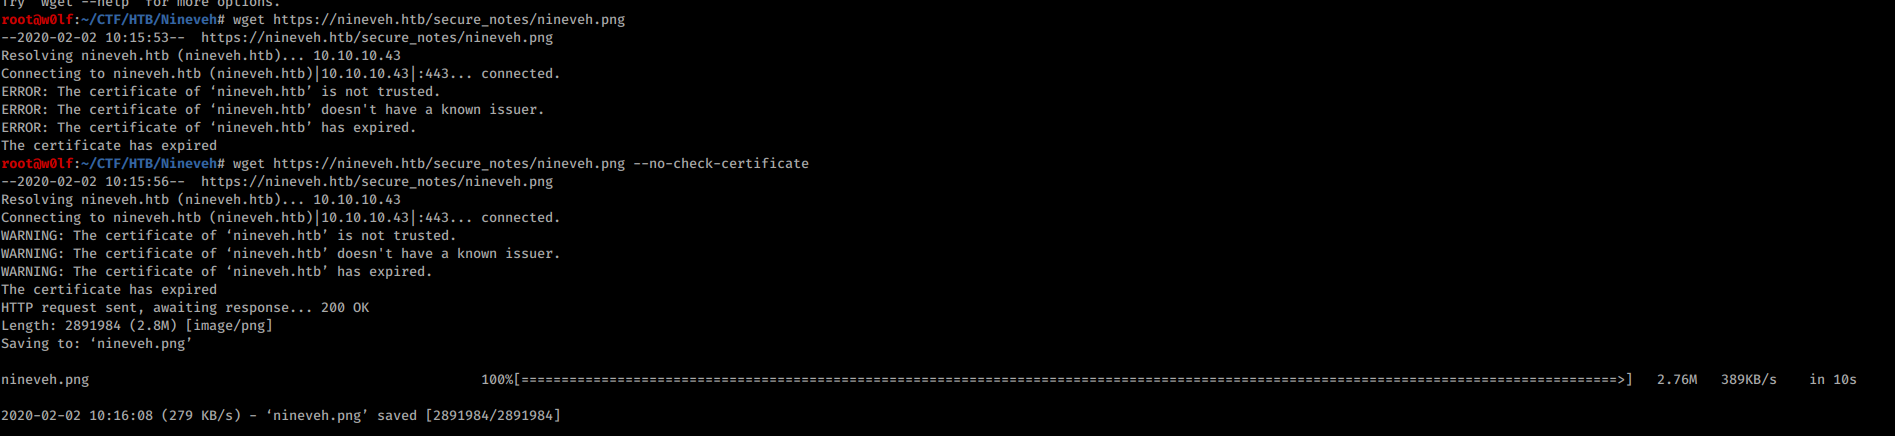 Try `wget --help' for more options.
root@w0lf:~/CTF/HTB/Nineveh# wget https://nineveh.htb/secure_notes/nineveh.png
--2020-02-02 10:15:53--  https://nineveh.htb/secure_notes/nineveh.png
Resolving nineveh.htb (nineveh.htb)... 10.10.10.43
Connecting to nineveh.htb (nineveh.htb)|10.10.10.43|:443... connected.
ERROR: The certificate of ‘nineveh.htb’ is not trusted.
ERROR: The certificate of ‘nineveh.htb’ doesn't have a known issuer.
ERROR: The certificate of ‘nineveh.htb’ has expired.
The certificate has expired
root@w0lf:~/CTF/HTB/Nineveh# wget https://nineveh.htb/secure_notes/nineveh.png --no-check-certificate
--2020-02-02 10:15:56--  https://nineveh.htb/secure_notes/nineveh.png
Resolving nineveh.htb (nineveh.htb)... 10.10.10.43
Connecting to nineveh.htb (nineveh.htb)|10.10.10.43|:443... connected.
WARNING: The certificate of ‘nineveh.htb’ is not trusted.
WARNING: The certificate of ‘nineveh.htb’ doesn't have a known issuer.
WARNING: The certificate of ‘nineveh.htb’ has expired.
The certificate has expired
HTTP request sent, awaiting response... 200 OK
Length: 2891984 (2.8M) [image/png]
Saving to: ‘nineveh.png’
nineveh.png 100%[=========================================================================================================================================>] 2.76M 389KB/s in 10s
2020-02-02 10:16:08 (279 KB/s) - ‘nineveh.png’ saved [2891984/2891984]